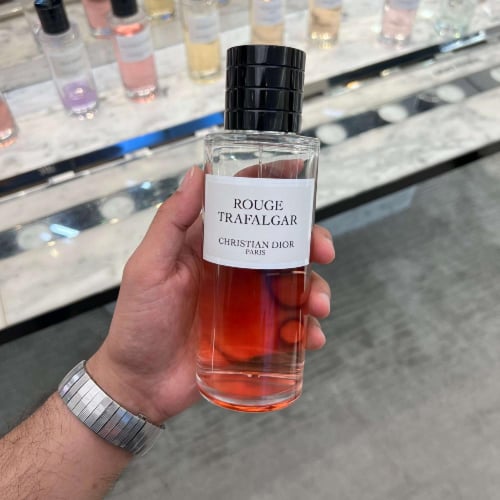 ROUGE
TRAFALGAR
CHRISTIAN DIOR
PARIS